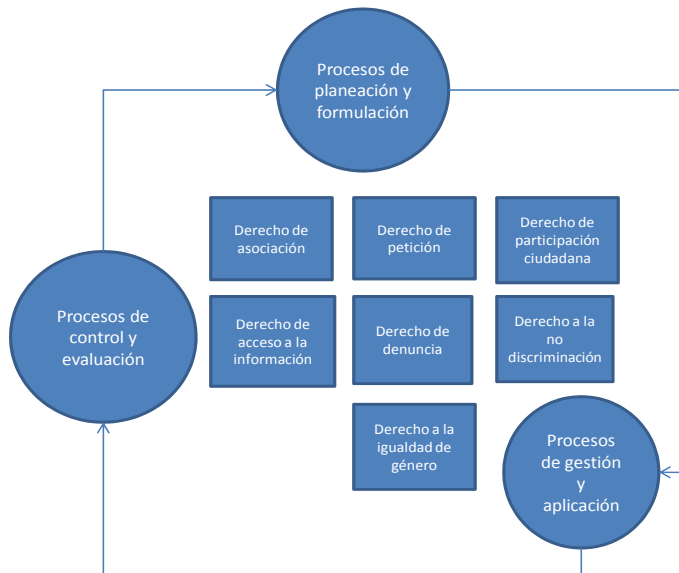 Procesos de
planeación y
formulación
Derecho de
asociación
Derecho de
petición
Derecho de
participación
ciudadana
Procesos de
control y
evaluación
Derecho de
acceso a la
información
Derecho de
denuncia
Derecho a la
no
discriminación
Derecho a la
igualdad de
género
Procesos
de gestión
y
aplicación